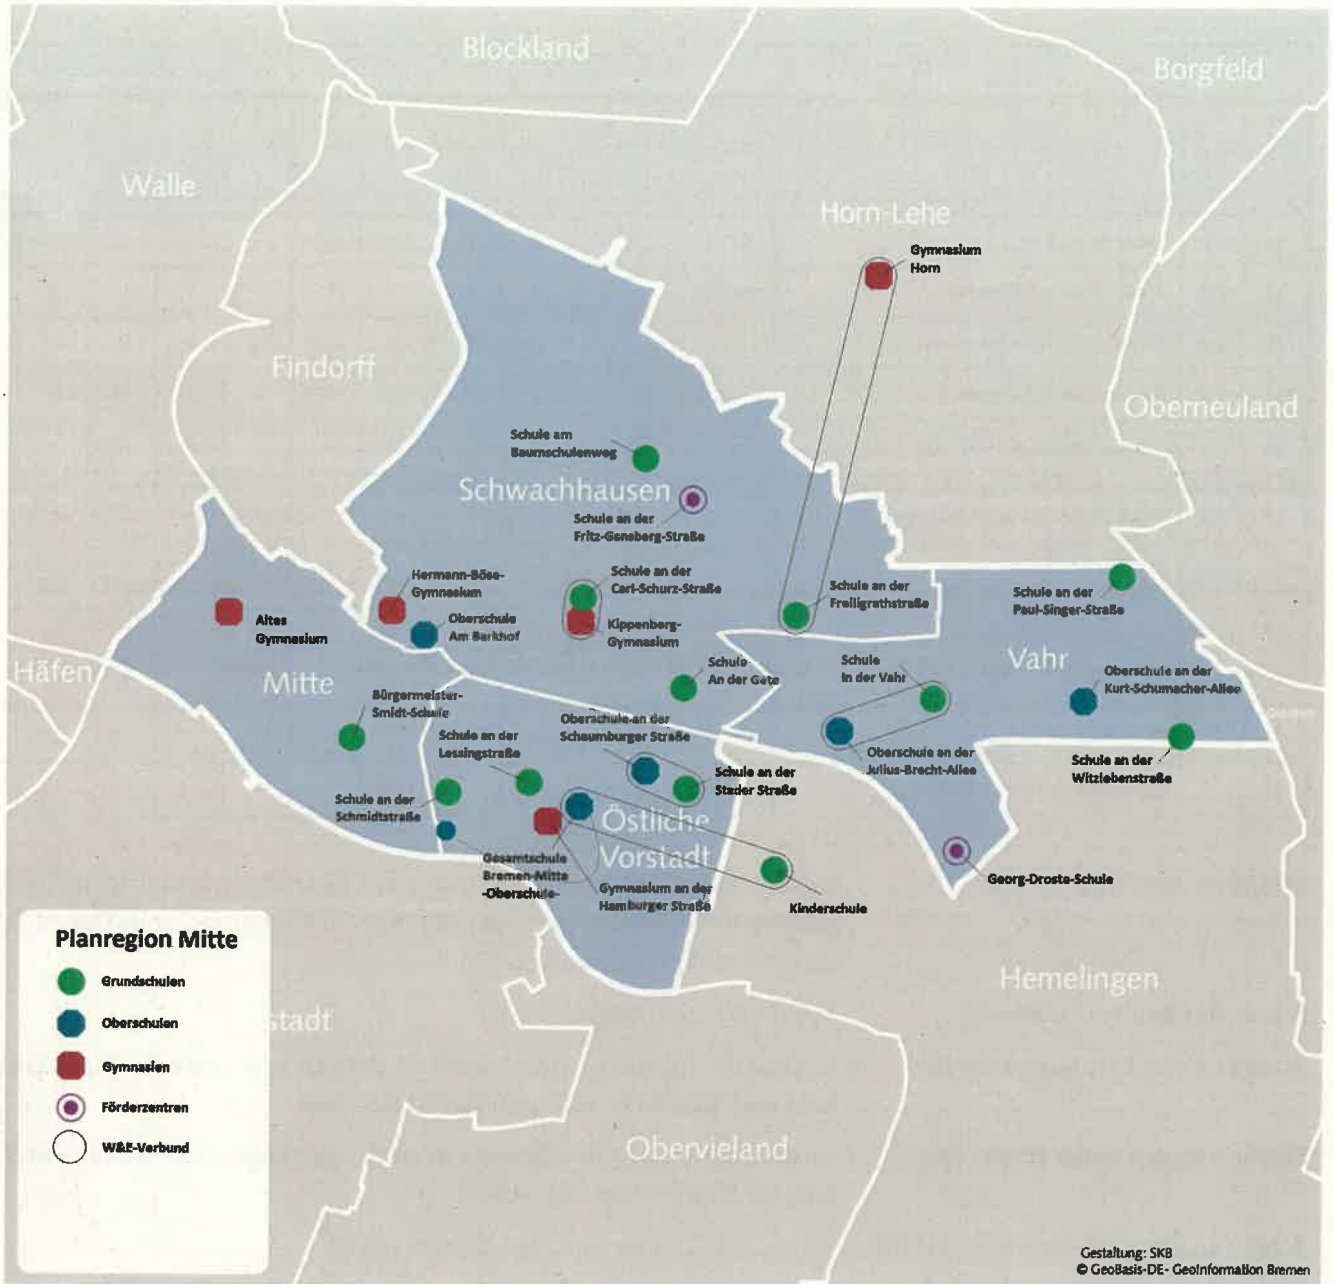 Blockland
Borgfeld
Walle
Horn-Lehe
Gymnasium
Horn
Findorff
Oberneuland
Schule am
Baumschulenweg
Schwachhausen
Schule an der
Fritz-Gansberg-Straße
Hermann-Böse-
Gymnasium
Schule an der
Carl-Schurz-Straße
Schule an der
Freiligrathstraße
Schule an der
Paul-Singer-Straße
Altes
Gymnasium
Oberschule
Am Barkhof
Kippenberg-
Gymnasium
Häfen
Mitte
Schule
An der Gete
Schule
In der Vahr
Vahr
Oberschule an der
Kurt-Schumacher-Allee
Bürgermeister-
Smidt-Schule
Oberschule an der
Schaumburger Straße
Schule an der
Lessingstraße
Oberschule an der
Julius-Brecht-Allee
Schule an der
Witzlebenstraße
Schule an der
Stader Straße
Schule an der
Schmidtstraße
Östliche
Vorstadt
Gesamtschule
Bremen-Mitte
-Oberschule-
Gymnasium an der
Hamburger Straße
Kinderschule
Georg-Droste-Schule
Planregion Mitte
Grundschulen
Oberschulen
Gymnasien
Förderzentren
W&E-Verbund
stadt
Hemelingen
Obervieland
Gestaltung: SKB
© GeoBasis-DE- GeoInformation Bremen